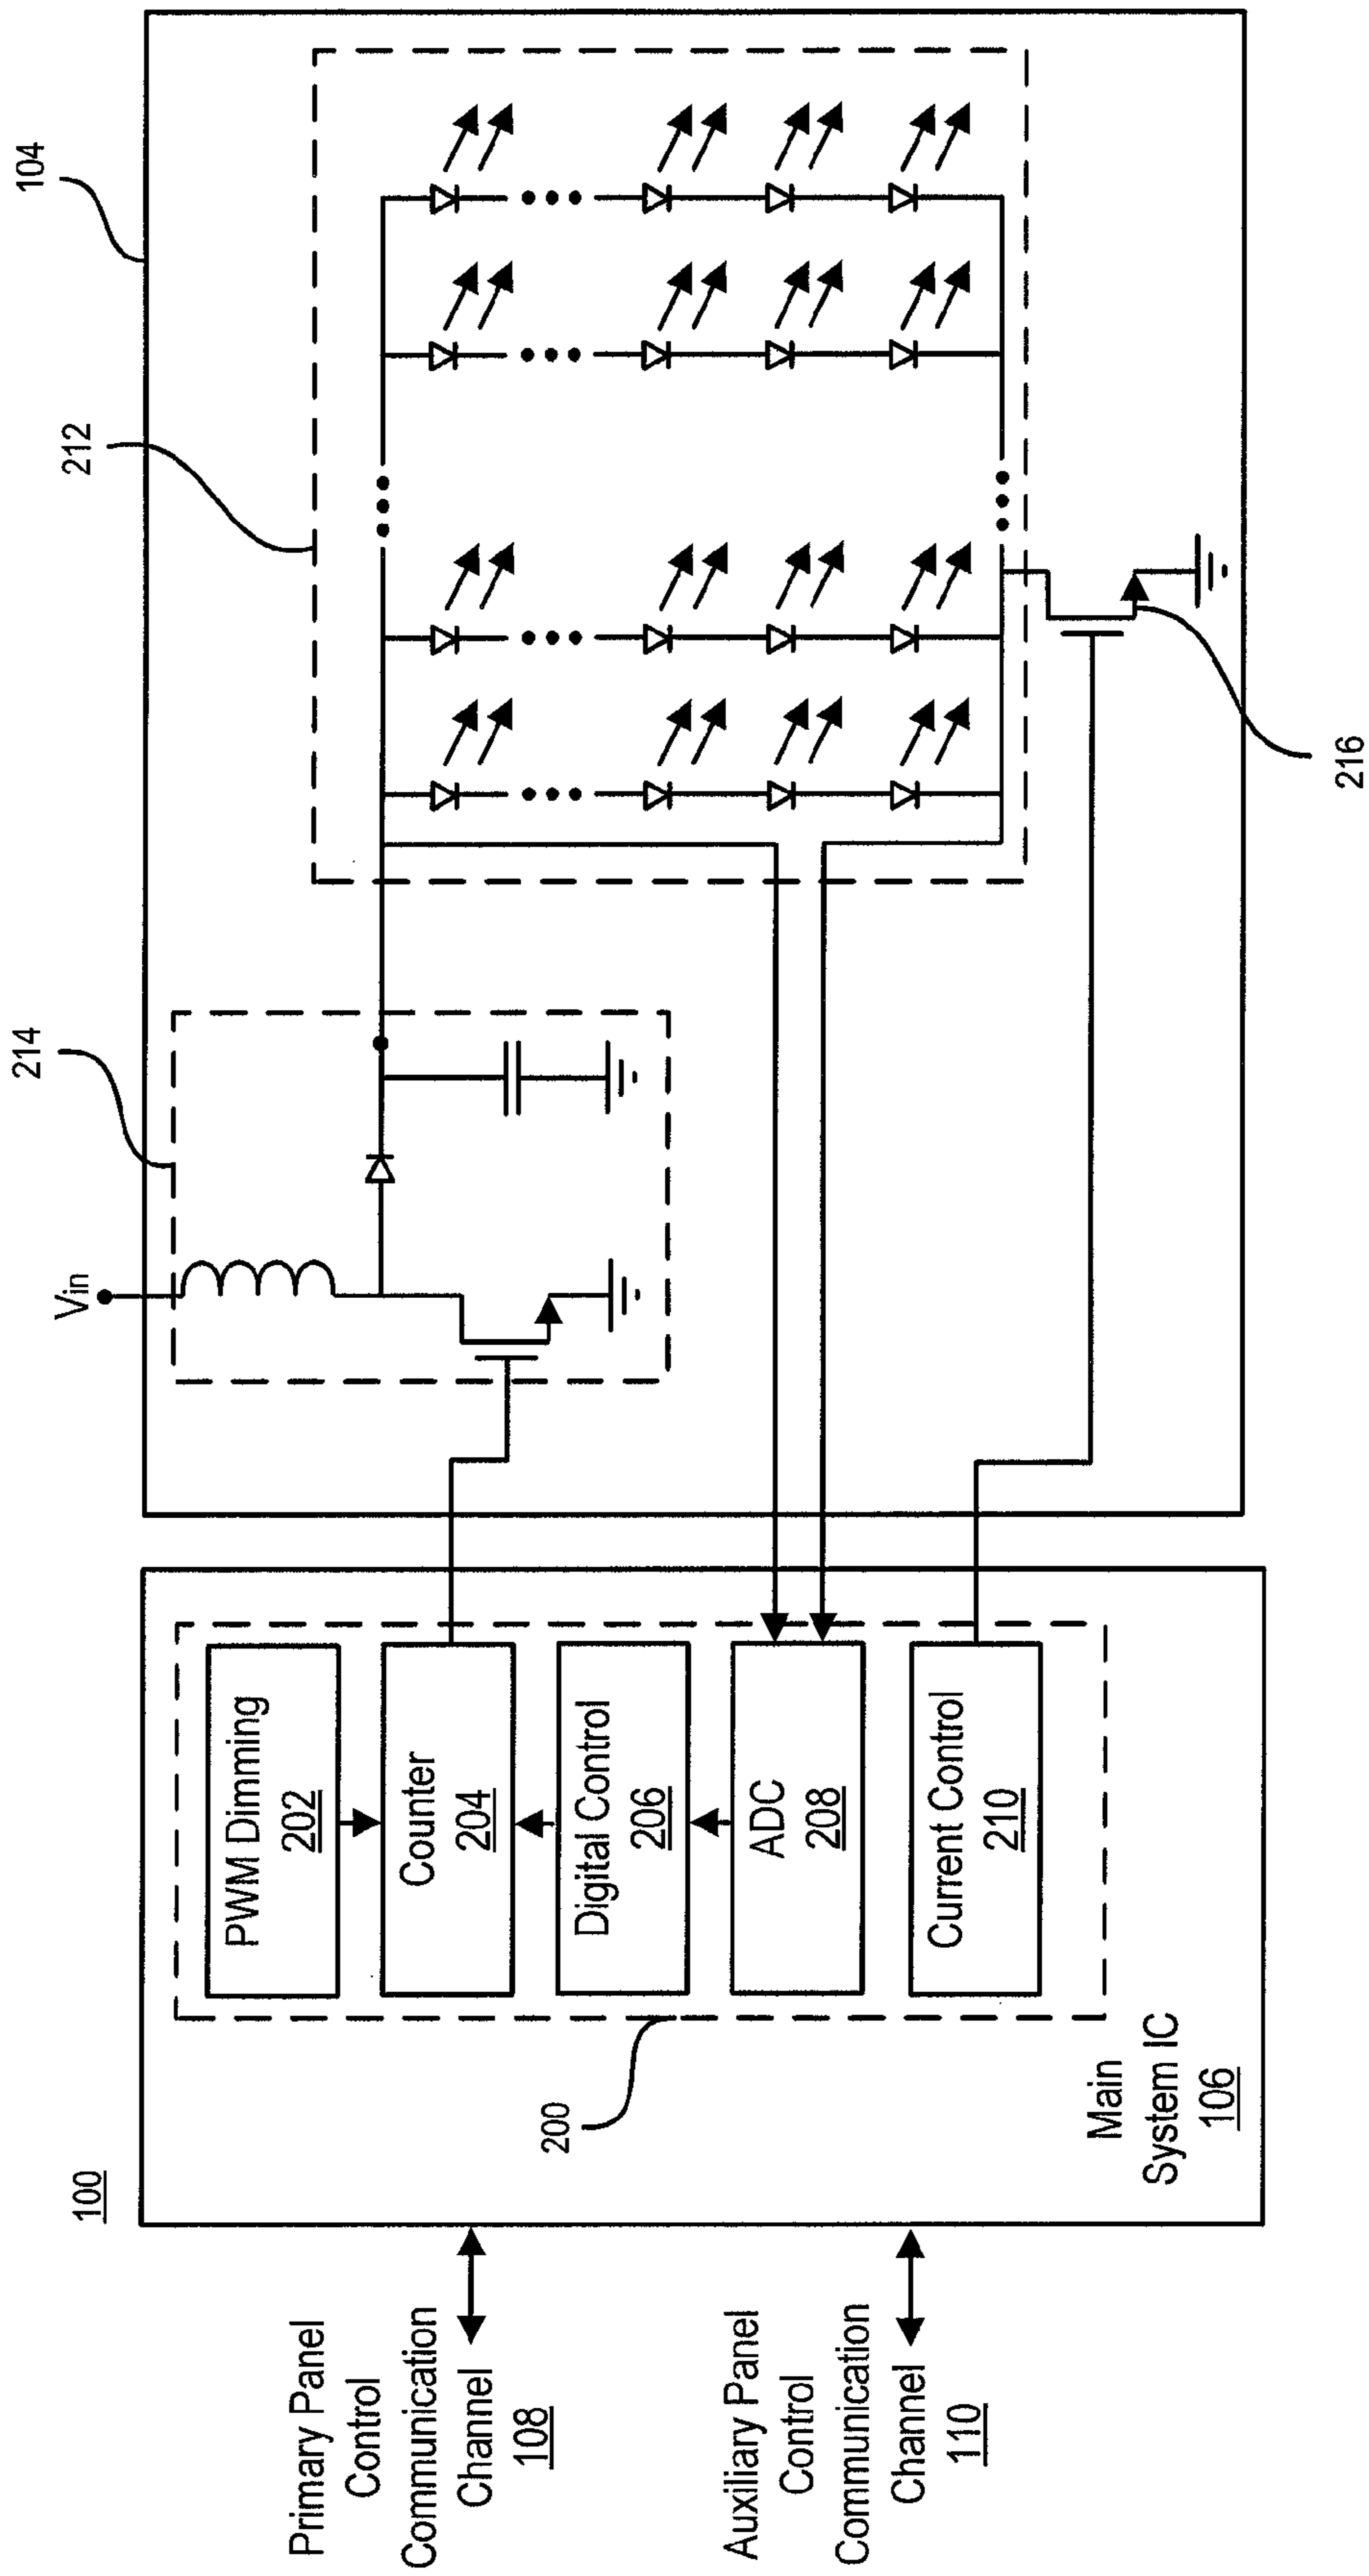 100
Primary Panel
Control
Communication
Channel
108
Auxiliary Panel
Control
Communication
Channel
110
200
PWM Dimming
202
Counter
204
Digital Control
206
ADC
208
Current Control
210
Main
System IC
106
Vin
214
212
104
216